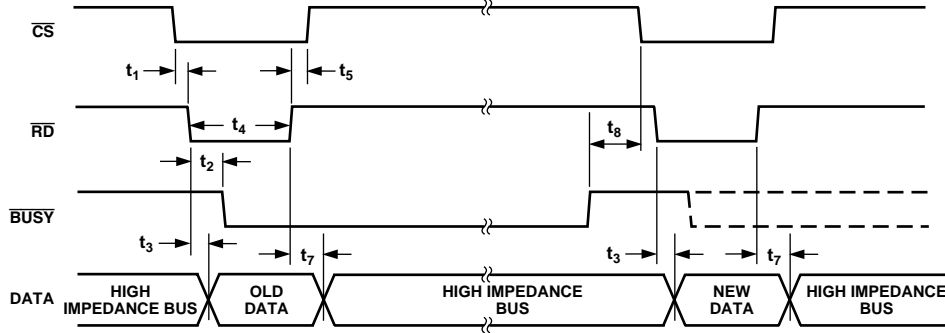 CS
t1
t5
RD
t4
t8
t2
BUSY
t3
t7
t3
t7
DATA
HIGH
IMPEDANCE BUS
OLD
DATA
HIGH IMPEDANCE
BUS
NEW
DATA
HIGH IMPEDANCE
BUS